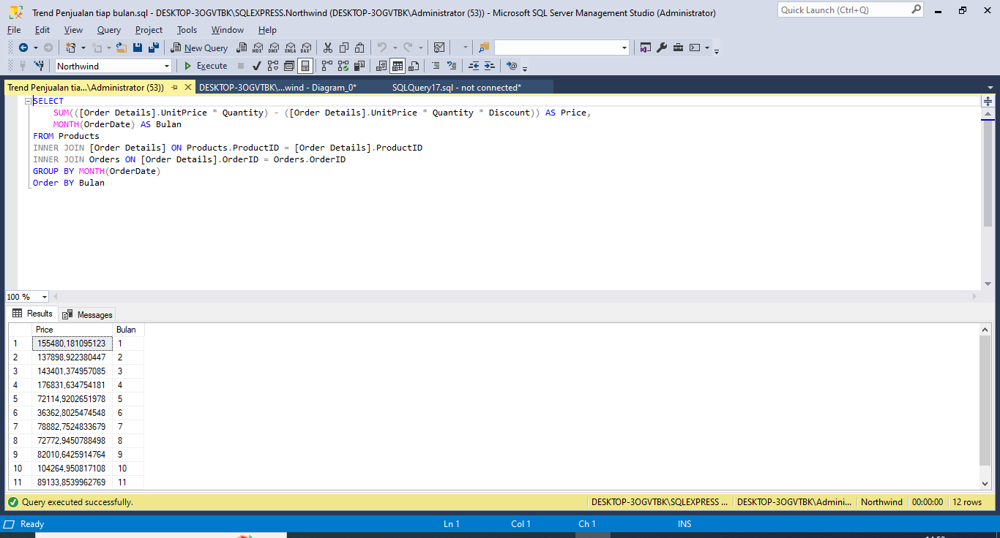 Trend Penjualan tiap bulan.sql - DESKTOP-3OGVTBK\SQLEXPRESS.Northwind (DESKTOP-3OGVTBK\Administrator (53)) - Microsoft SQL Server Management Studio (Administrator)
Quick Launch (Ctrl+Q)
File Edit View Query Project Tools Window Help
New Query MDX DMX XMLA DAX
Northwind Execute
Trend Penjualan tia...\Administrator (53)) DESKTOP-3OGVTBK\...wind - Diagram_0* SQLQuery17.sql - not connected*
SELECT
SUM(([Order Details].UnitPrice * Quantity) - ([Order Details].UnitPrice * Quantity * Discount)) AS Price,
MONTH(OrderDate) AS Bulan
FROM Products
INNER JOIN [Order Details] ON Products.ProductID = [Order Details].ProductID
INNER JOIN Orders ON [Order Details].OrderID = Orders.OrderID
GROUP BY MONTH(OrderDate)
Order BY Bulan
100 %
Results Messages
Price Bulan
1 155480,181095123 1
2 137898,922380447 2
3 143401,374957085 3
4 176831,634754181 4
5 72114,9202651978 5
6 36362,8025474548 6
7 78882,7524833679 7
8 72772,9450788498 8
9 82010,6425914764 9
10 104264,950817108 10
11 89133,8539962769 11
Query executed successfully. DESKTOP-3OGVTBK\SQLEXPRESS ... DESKTOP-3OGVTBK\Admini... Northwind 00:00:00 12 rows
Ready Ln 1 Col 1 Ch 1 INS